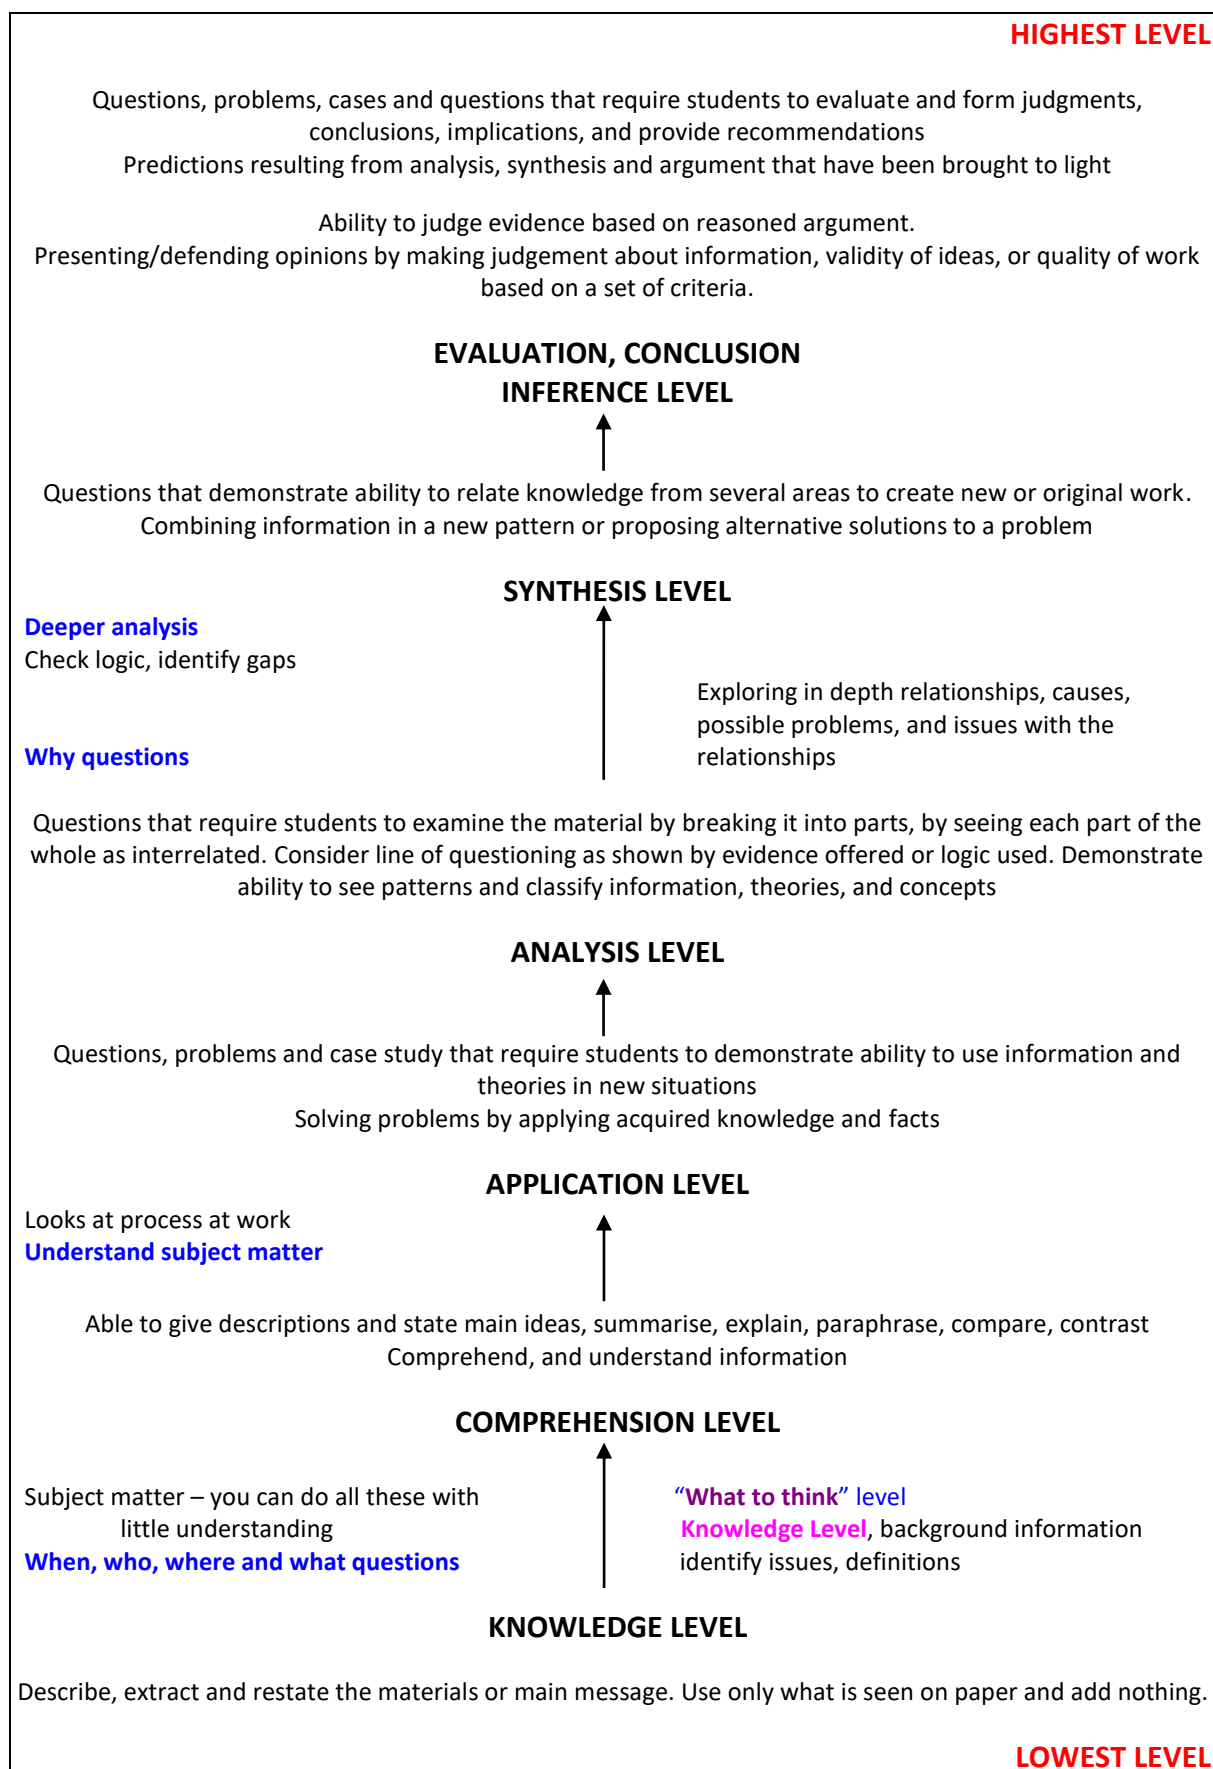 HIGHEST LEVEL
Questions, problems, cases and questions that require students to evaluate and form judgments,
conclusions, implications, and provide recommendations
Predictions resulting from analysis, synthesis and argument that have been brought to light
Ability to judge evidence based on reasoned argument.
Presenting/defending opinions by making judgement about information, validity of ideas, or quality of work
based on a set of criteria.
EVALUATION, CONCLUSION
INFERENCE LEVEL
Questions that demonstrate ability to relate knowledge from several areas to create new or original work.
Combining information in a new pattern or proposing alternative solutions to a problem
SYNTHESIS LEVEL
Deeper analysis
Check logic, identify gaps
Why questions
Exploring in depth relationships, causes,
possible problems, and issues with the
relationships
Questions that require students to examine the material by breaking it into parts, by seeing each part of the
whole as interrelated. Consider line of questioning as shown by evidence offered or logic used. Demonstrate
ability to see patterns and classify information, theories, and concepts
ANALYSIS LEVEL
Questions, problems and case study that require students to demonstrate ability to use information and
theories in new situations
Solving problems by applying acquired knowledge and facts
APPLICATION LEVEL
Looks at process at work
Understand subject matter
Able to give descriptions and state main ideas, summarise, explain, paraphrase, compare, contrast
Comprehend, and understand information
COMPREHENSION LEVEL
Subject matter – you can do all these with
little understanding
When, who, where and what questions
“What to think” level
Knowledge Level, background information
identify issues, definitions
KNOWLEDGE LEVEL
Describe, extract and restate the materials or main message. Use only what is seen on paper and add nothing.
LOWEST LEVEL